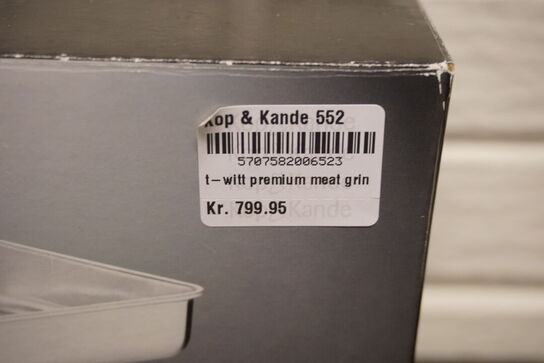 Kop & Kande 552
5707582006523
t-witt premium meat grin
Kr. 799.95